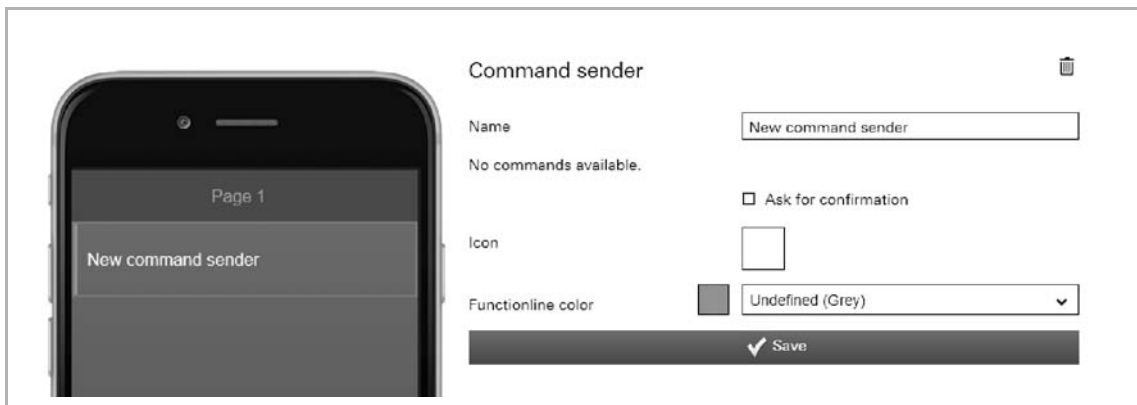 Page 1
New command sender
Command sender
Name
New command sender
No commands available.
Ask for confirmation
Icon
Functionline color
Undefined (Grey)
Save